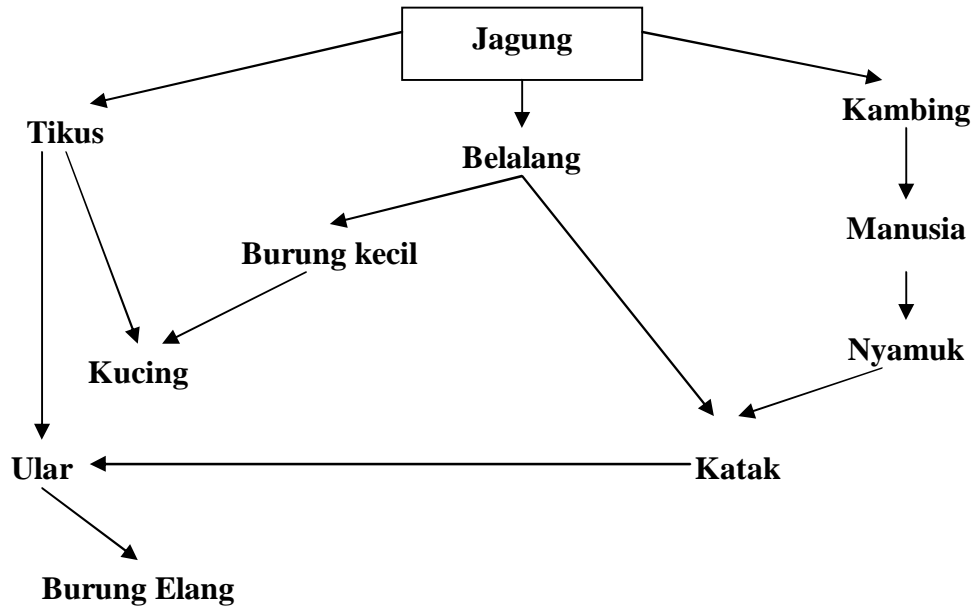 Jagung
Kambing
Tikus
Belalang
Manusia
Burung kecil
Nyamuk
Kucing
Ular
Katak
Burung Elang